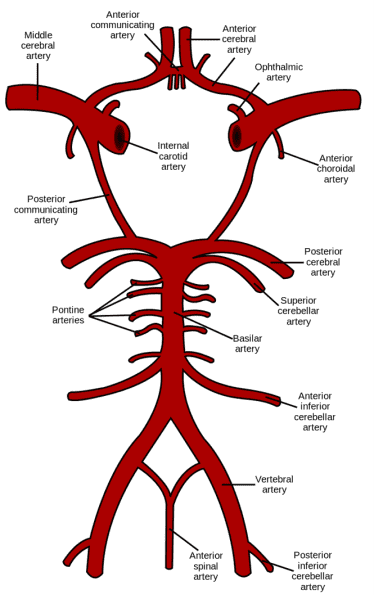 Anterior
communicating
artery
Anterior
cerebral
artery
Middle
cerebral
artery
Ophthalmic
artery
Internal
carotid
artery
Anterior
choroidal
artery
Posterior
communicating
artery
Posterior
cerebral
artery
Superior
cerebellar
artery
Pontine
arteries
Basilar
artery
Anterior
inferior
cerebellar
artery
Vertebral
artery
Anterior
spinal
artery
Posterior
inferior
cerebellar
artery